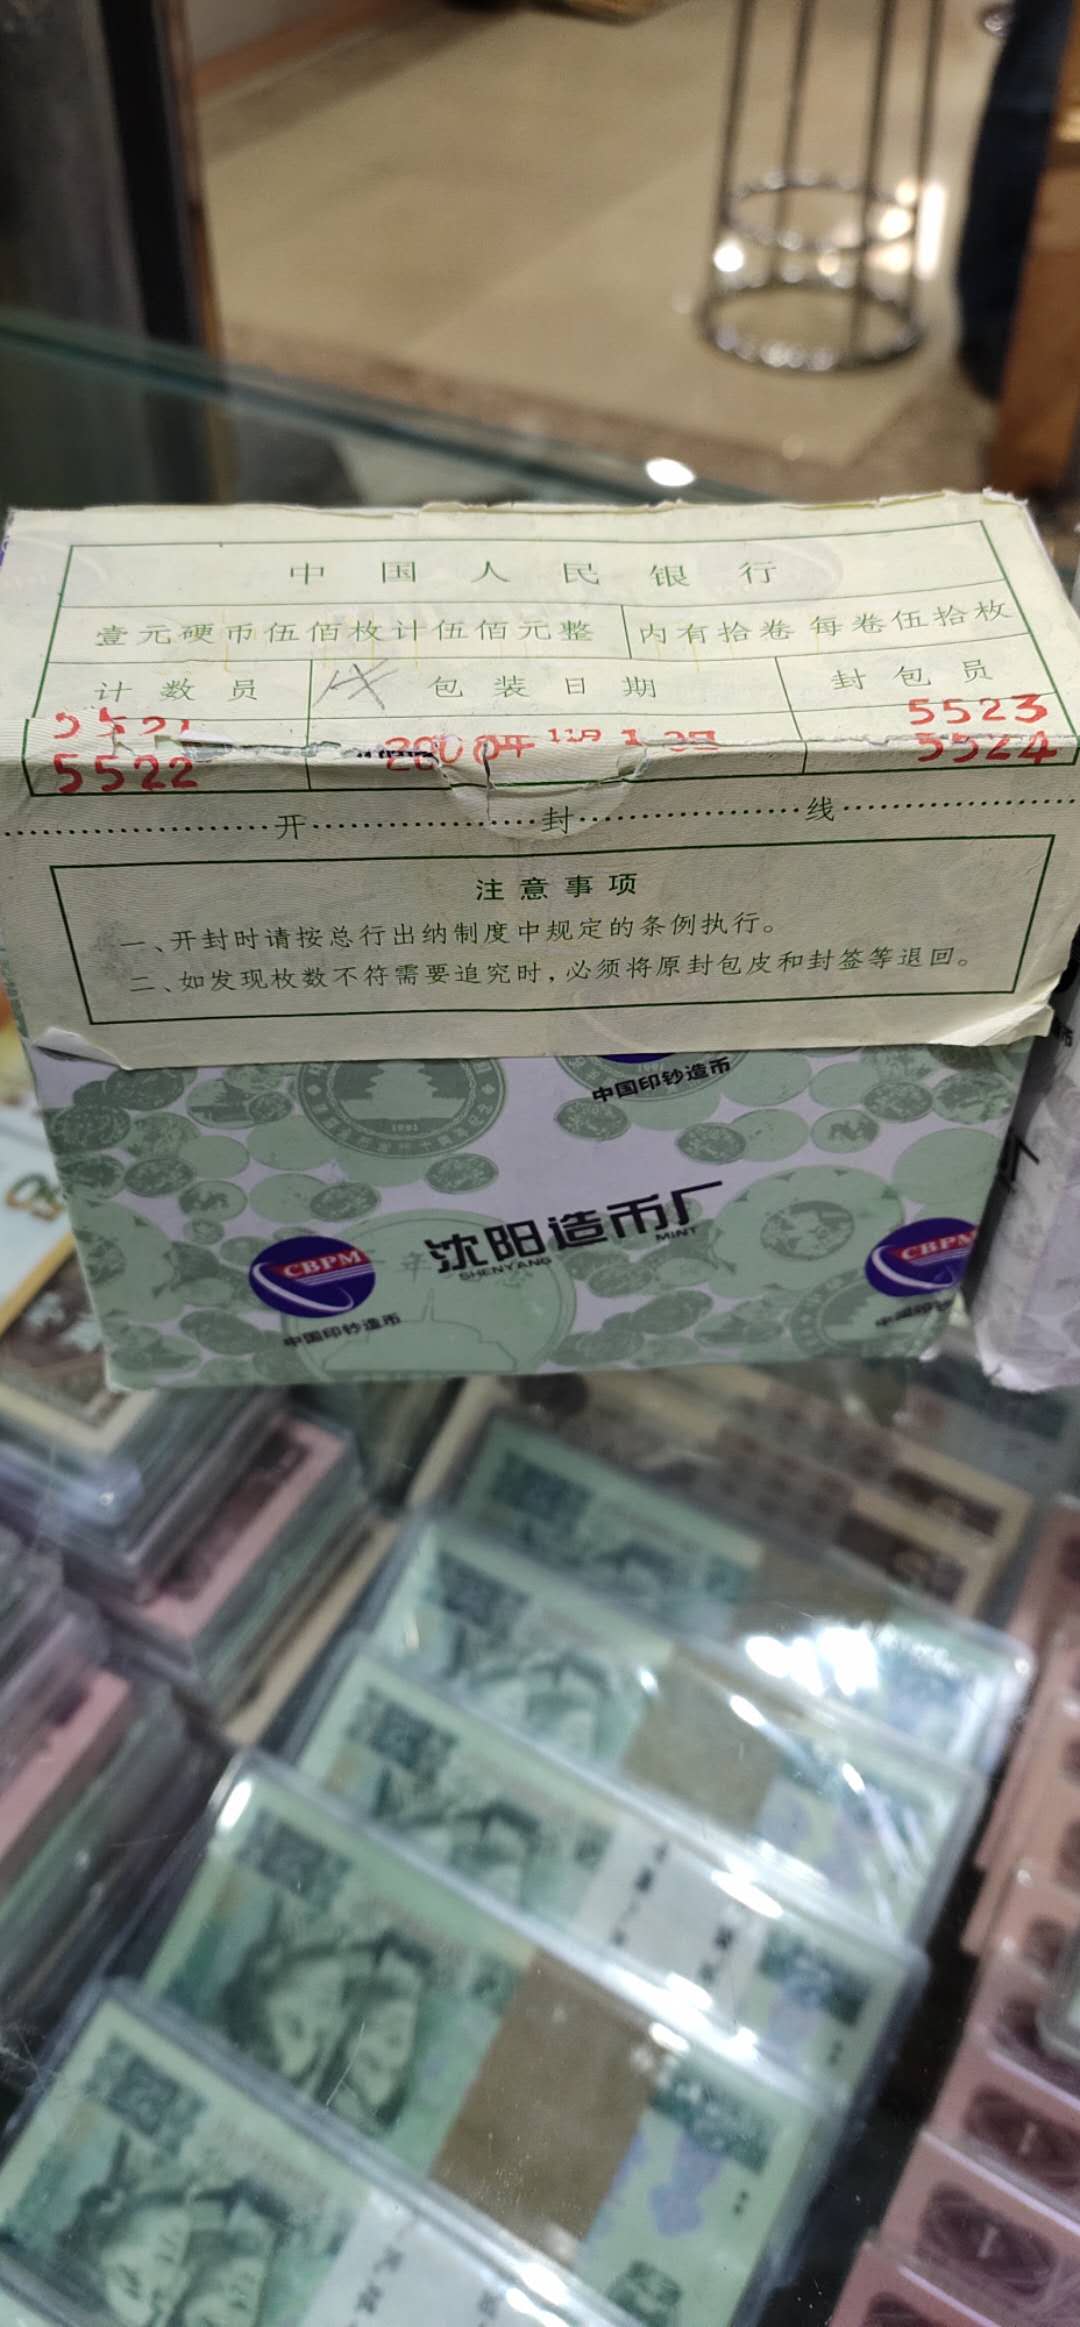 中国人民银行
壹元硬币伍佰枚计伍佰元整 内有拾卷 每卷伍拾枚
计数员 包装日期 封包员
5523
5522 5524
开封线
注意事项
一、开封时请按总行出纳制度中规定的条例执行。
二、如发现枚数不符需要追究时,必须将原封包皮和封签等退回。
中国印钞造币
沈阳造币厂
SHENYANG MINT
CBPM
中国印钞造币
CBPM